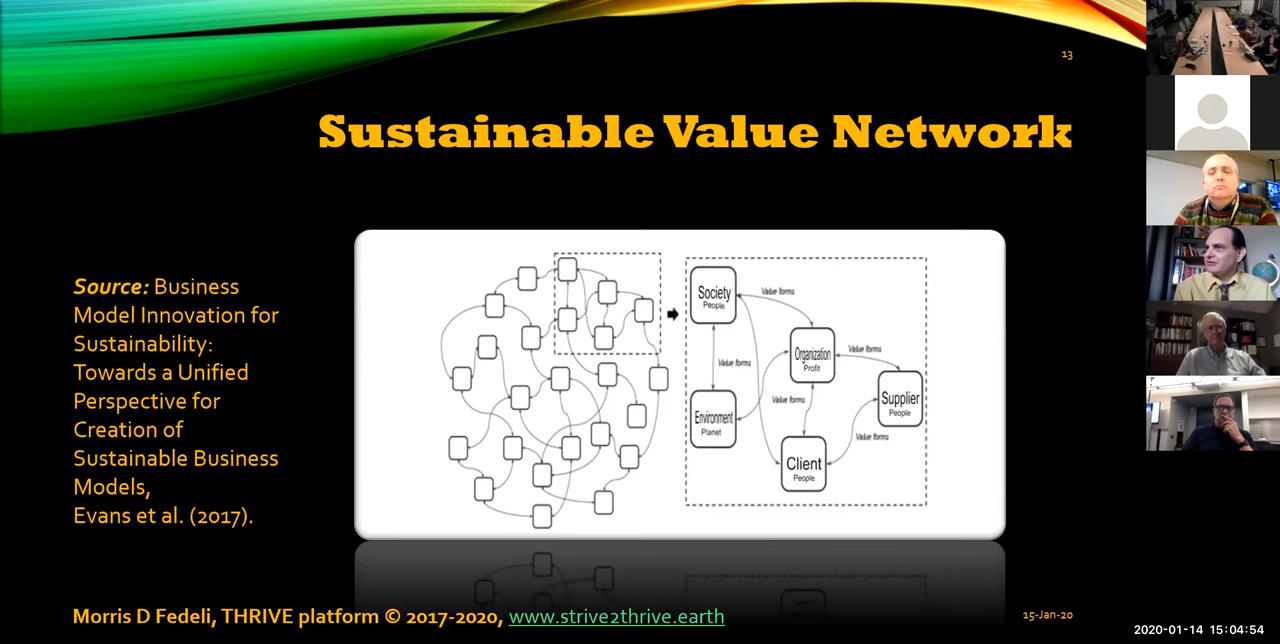 13
Sustainable Value Network
Source: Business
Model Innovation for
Sustainability:
Towards a Unified
Perspective for
Creation of
Sustainable Business
Models,
Evans et al. (2017).
Society
People
Value forms
Organization
Profit
Value forms
Value forms
Supplier
People
Environment
Planet
Value forms
Value forms
Client
People
Morris D Fedeli, THRIVE platform © 2017-2020, www.strive2thrive.earth
15-Jan-20
2020-01-14 15:04:54